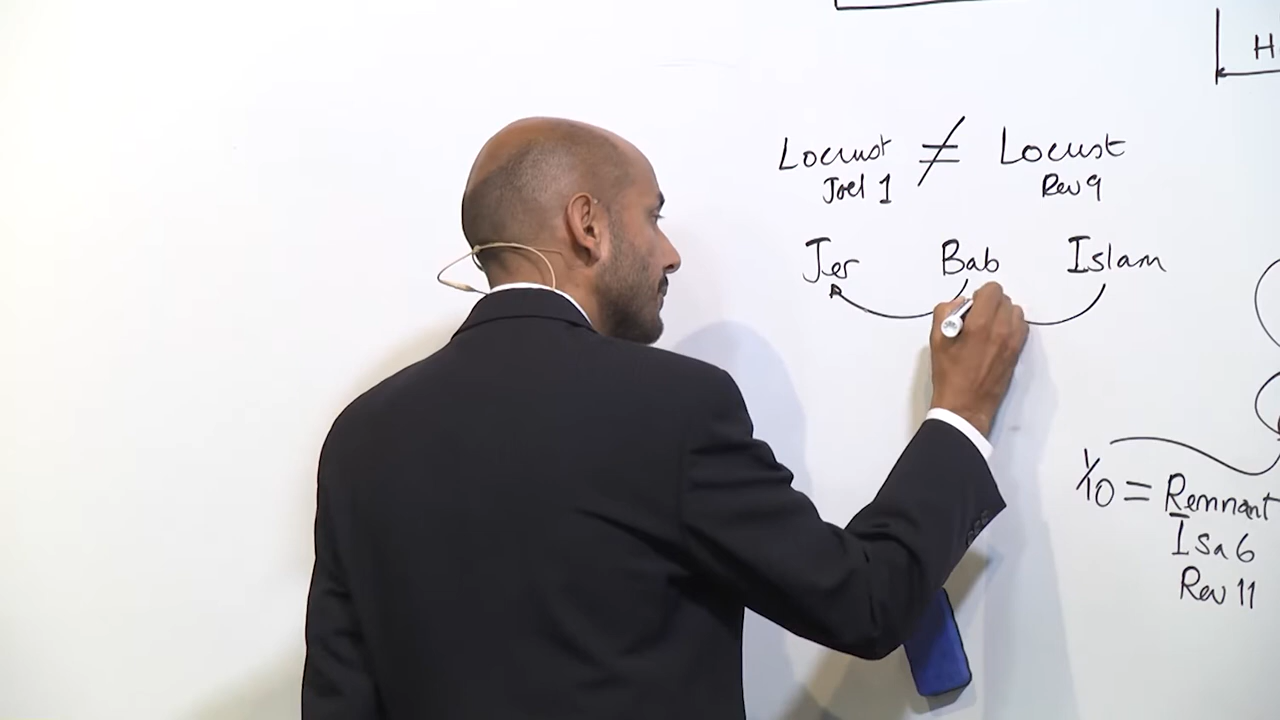 H
Locust ≠ Locust
Joel 1 Rev 9
Jer Bab Islam
1/10 = Remnant
Isa 6
Rev 11